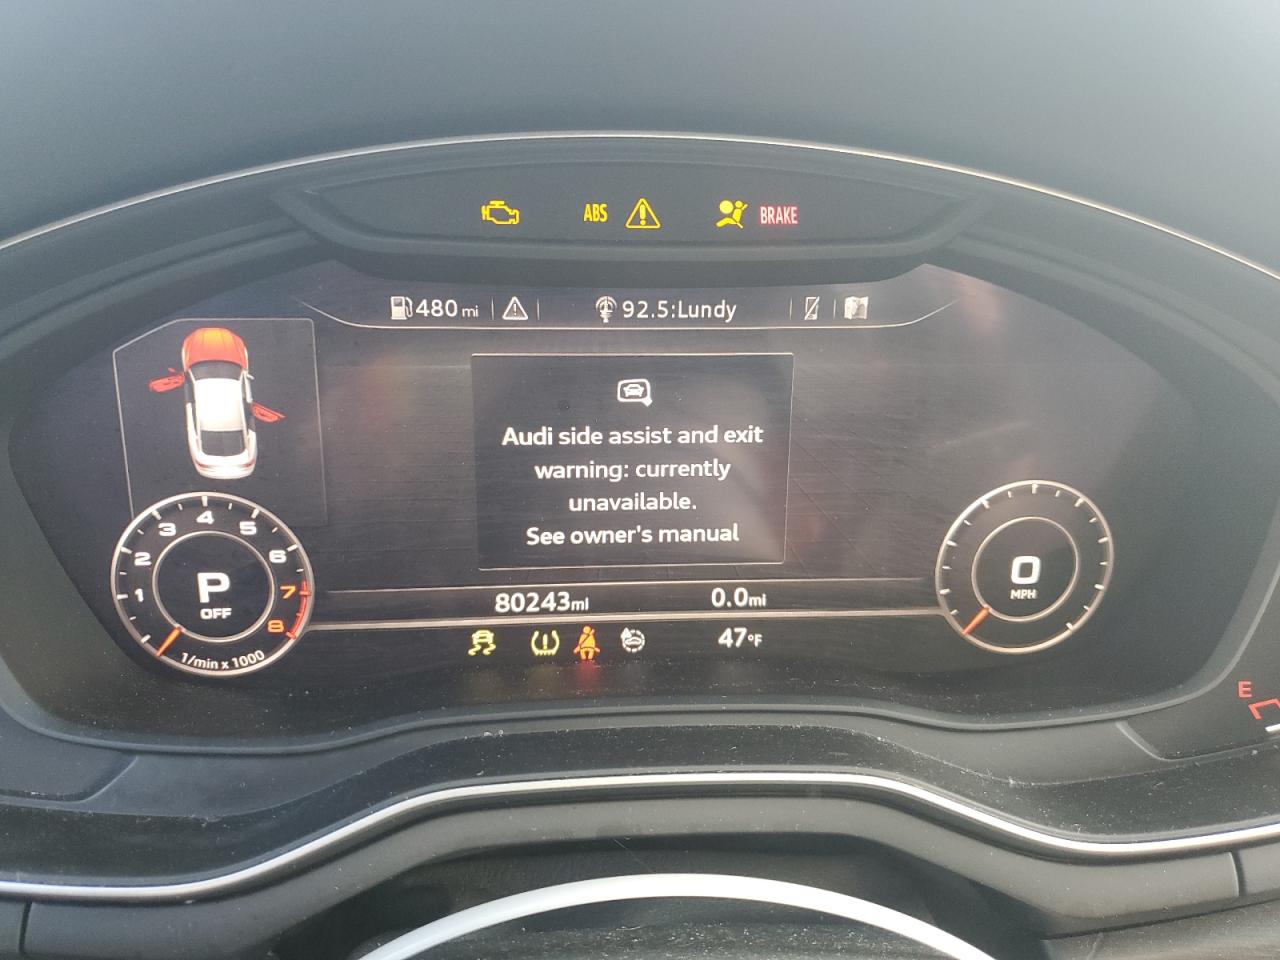 ABS
BRAKE
480 mi
92.5:Lundy
Audi side assist and exit
warning: currently
unavailable.
See owner's manual
1
2
3
4
5
6
7
8
P
OFF
1/min x 1000
0
MPH
80243mi
0.0mi
47°F
E